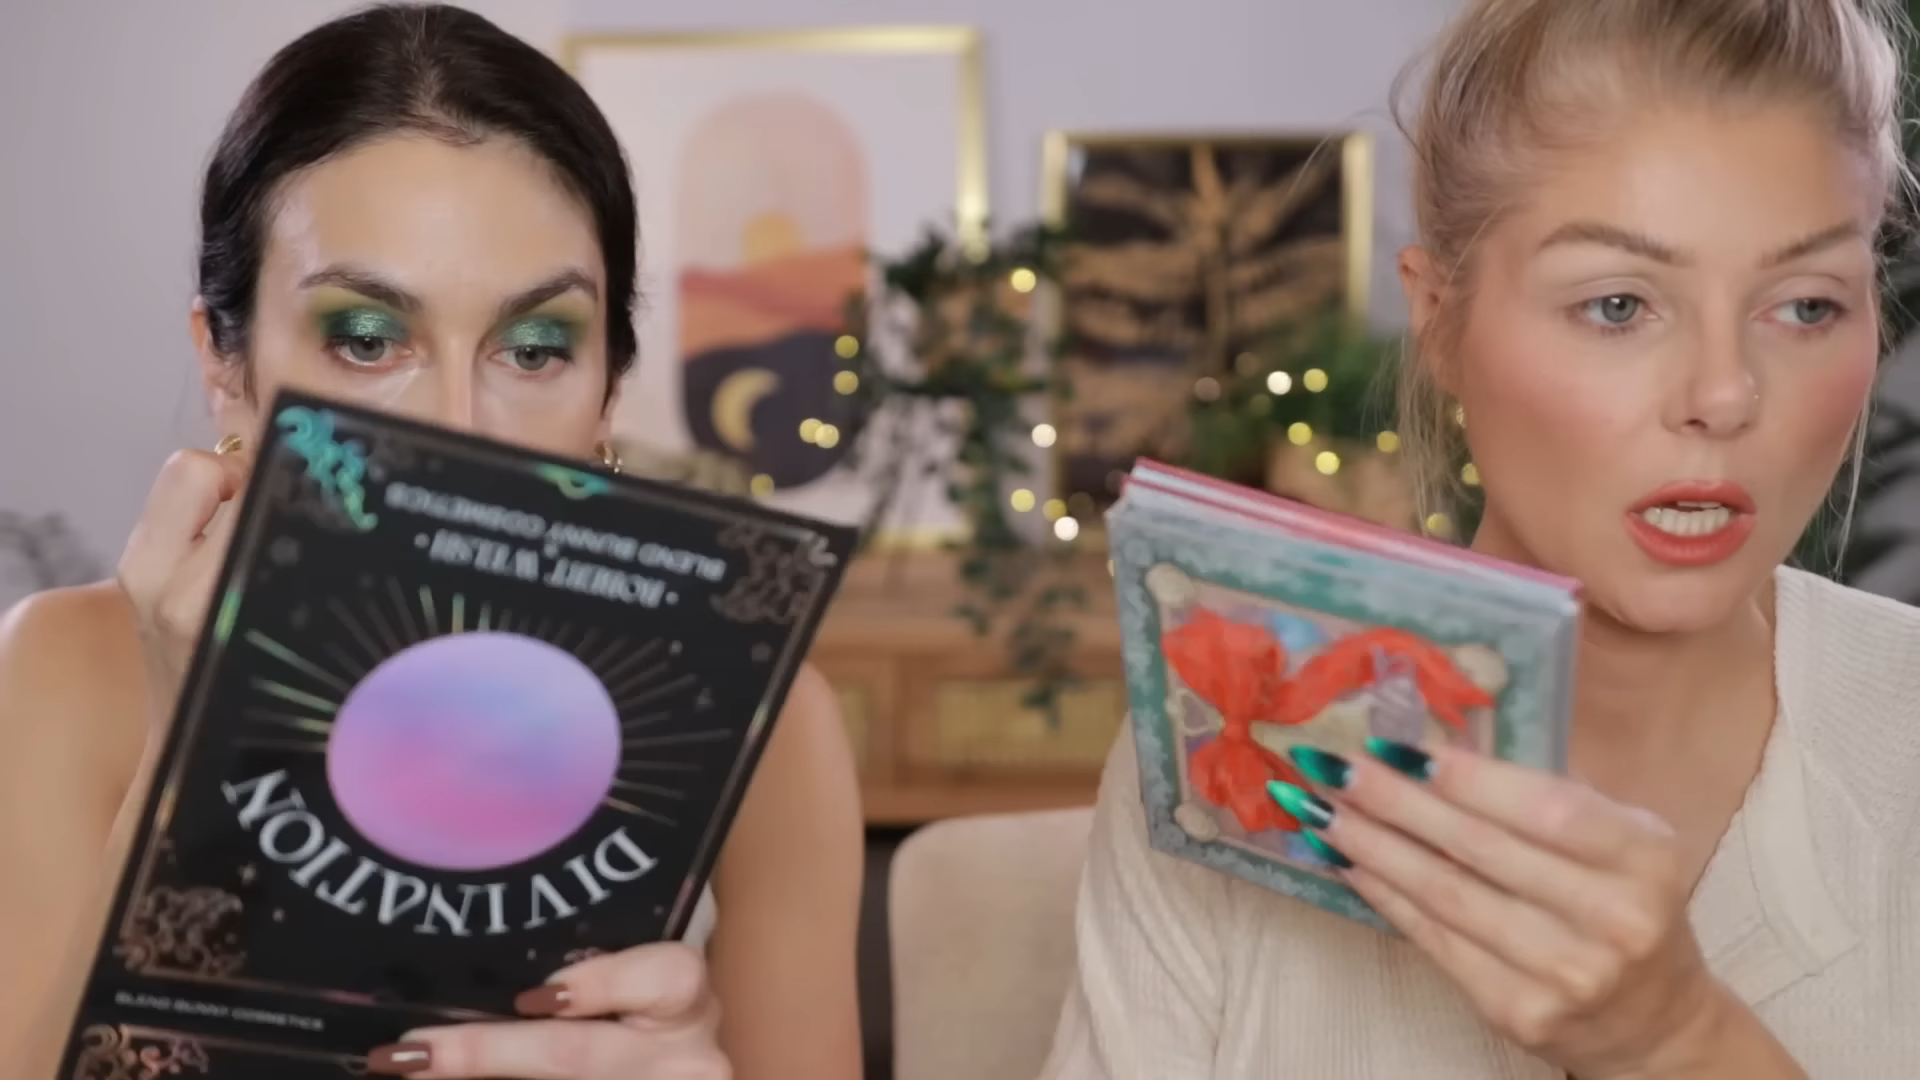 BLEND BUNNY COSMETICS
• ROBERT WELSH •
DIVINATION
BLEND BUNNY COSMETICS